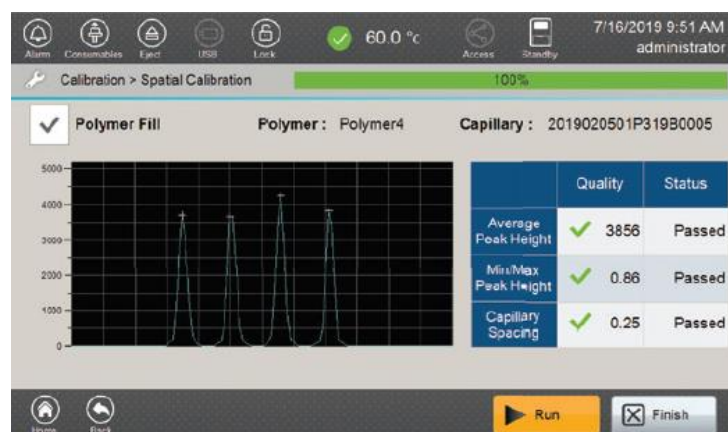 7/16/2019 9:51 AM
60.0 °c
administrator
Alarm Consumables Eject USB Lock Access Standby
Calibration > Spatial Calibration 100%
Polymer Fill Polymer : Polymer4 Capillary : 2019020501P319B0005
5000
4000
3000
2000
1000
0
Quality Status
Average
Peak Height 3856 Passed
Min/Max
Peak Height 0.86 Passed
Capillary
Spacing 0.25 Passed
Run Finish
Home Back